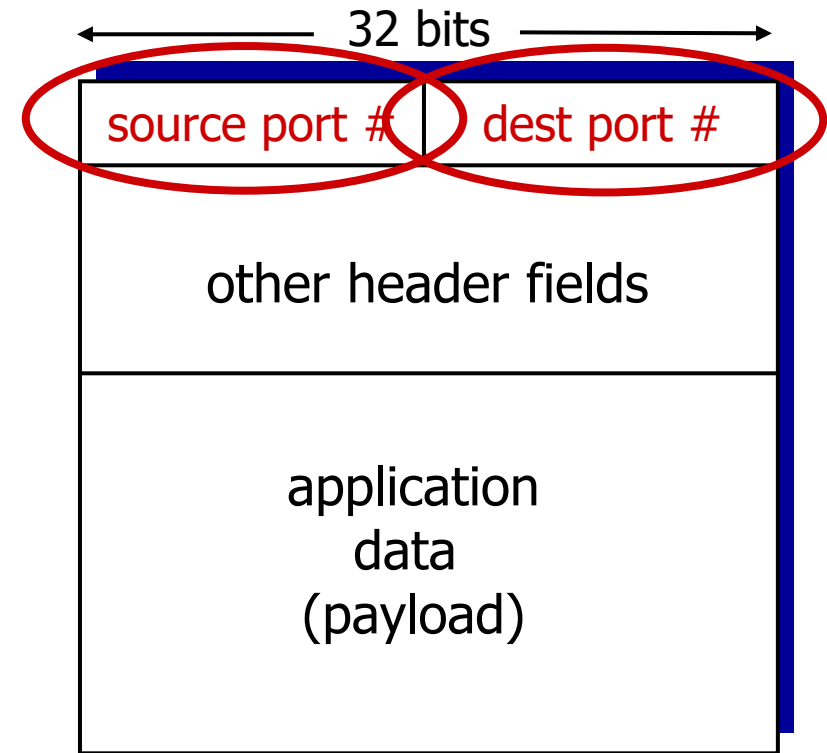 32 bits
source port #
dest port #
other header fields
application
data
(payload)